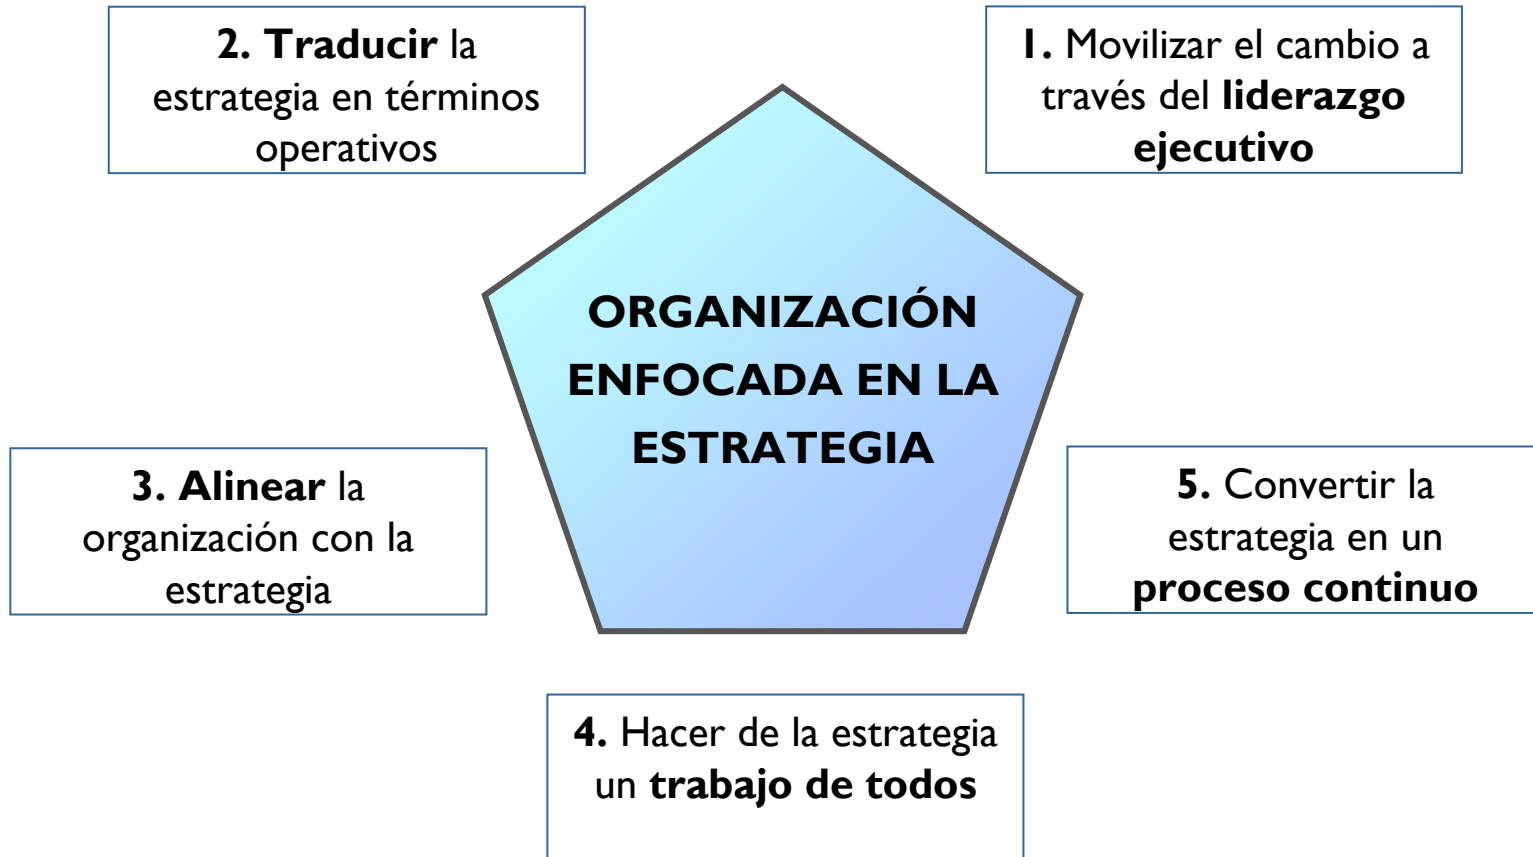 2. Traducir la
estrategia en términos
operativos
1. Movilizar el cambio a
través del liderazgo
ejecutivo
ORGANIZACIÓN
ENFOCADA EN LA
ESTRATEGIA
3. Alinear la
organización con la
estrategia
5. Convertir la
estrategia en un
proceso continuo
4. Hacer de la estrategia
un trabajo de todos